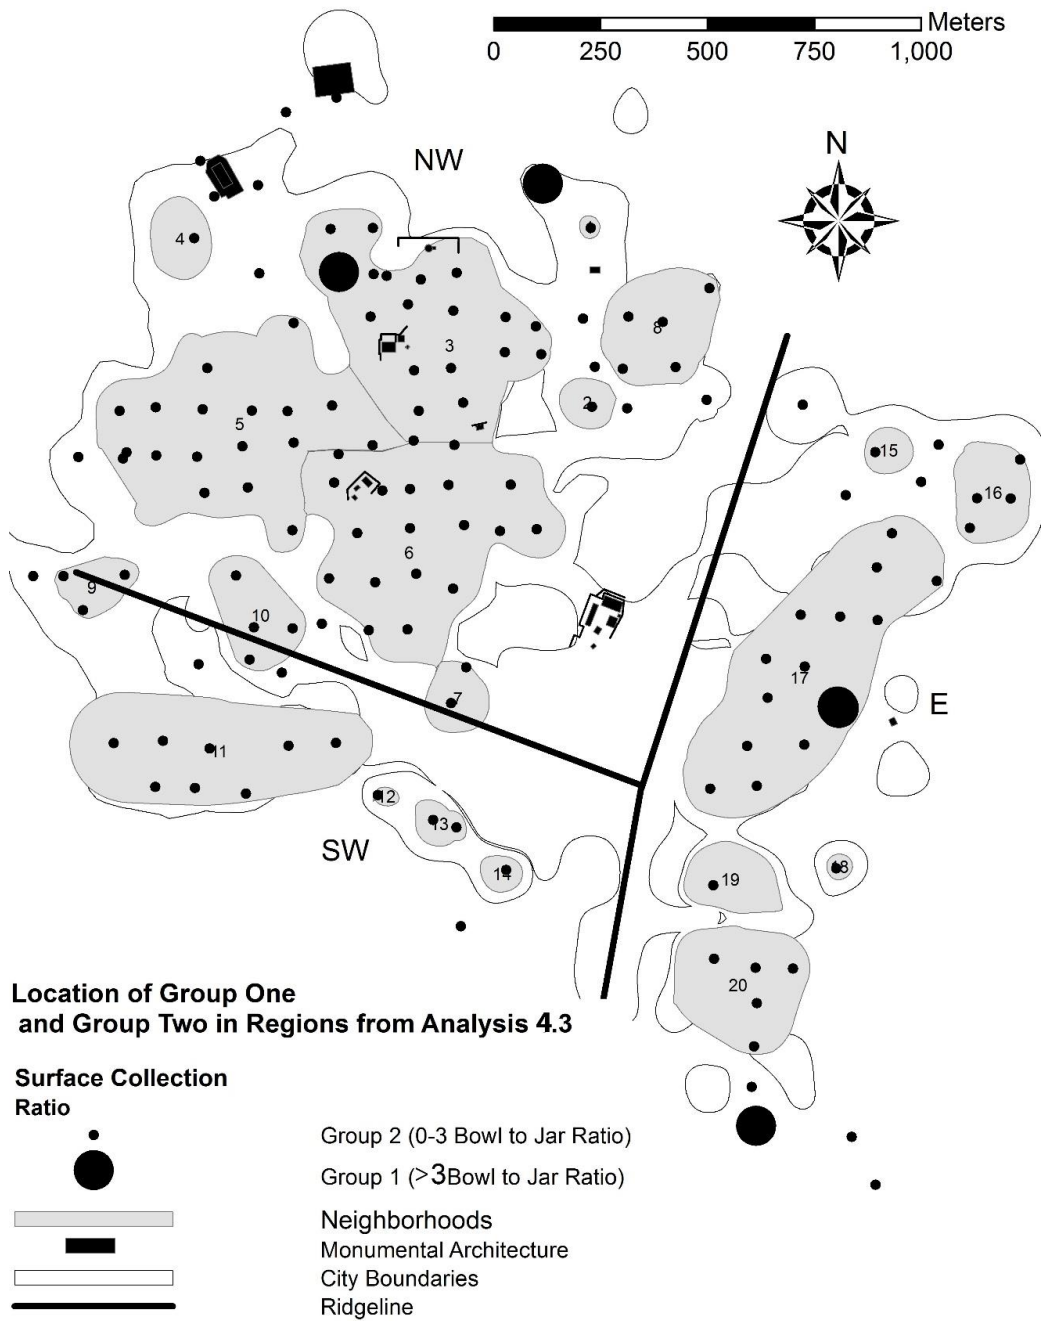 Meters
0 250 500 750 1,000
N
NW
4
8
3
2
5
15
16
6
9
10
17
E
7
11
12
13
SW
14
18
19
20
Location of Group One
and Group Two in Regions from Analysis 4.3
Surface Collection
Ratio
Group 2 (0-3 Bowl to Jar Ratio)
Group 1 (>3Bowl to Jar Ratio)
Neighborhoods
Monumental Architecture
City Boundaries
Ridgeline